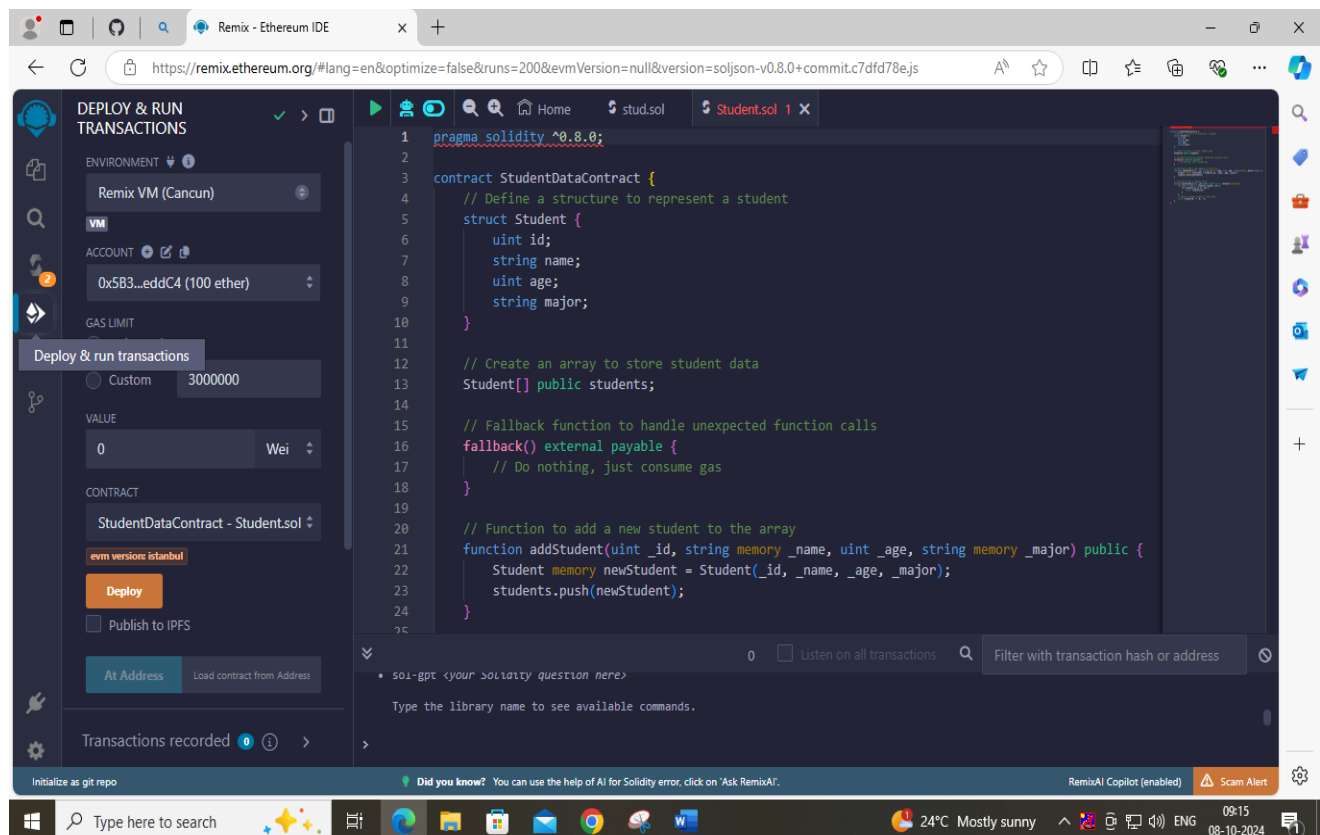 Remix - Ethereum IDE
https://remix.ethereum.org/#lang=en&optimize=false&runs=200&evmVersion=null&version=soljson-v0.8.0+commit.c7dfd78e.js
DEPLOY & RUN
TRANSACTIONS
ENVIRONMENT
Remix VM (Cancun)
VM
ACCOUNT
0x5B3...eddC4 (100 ether)
GAS LIMIT
Deploy & run transactions
Custom 3000000
VALUE
0 Wei
CONTRACT
StudentDataContract - Student.sol
evm version: istanbul
Deploy
Publish to IPFS
At Address Load contract from Address
Transactions recorded 0 i
2
Home stud.sol Student.sol 1
1 pragma solidity ^0.8.0;
2
3 contract StudentDataContract {
4 // Define a structure to represent a student
5 struct Student {
6 uint id;
7 string name;
8 uint age;
9 string major;
10 }
11
12 // Create an array to store student data
13 Student[] public students;
14
15 // Fallback function to handle unexpected function calls
16 fallback() external payable {
17 // Do nothing, just consume gas
18 }
19
20 // Function to add a new student to the array
21 function addStudent(uint _id, string memory _name, uint _age, string memory _major) public {
22 Student memory newStudent = Student(_id, _name, _age, _major);
23 students.push(newStudent);
24 }
25
0 Listen on all transactions Filter with transaction hash or address
• sol-gpt <your Solidity question here>
Type the library name to see available commands.
>
Initialize as git repo
Did you know? You can use the help of AI for Solidity error, click on 'Ask RemixAI'.
RemixAI Copilot (enabled) Scam Alert
Type here to search
24°C Mostly sunny
ENG
09:15
08-10-2024